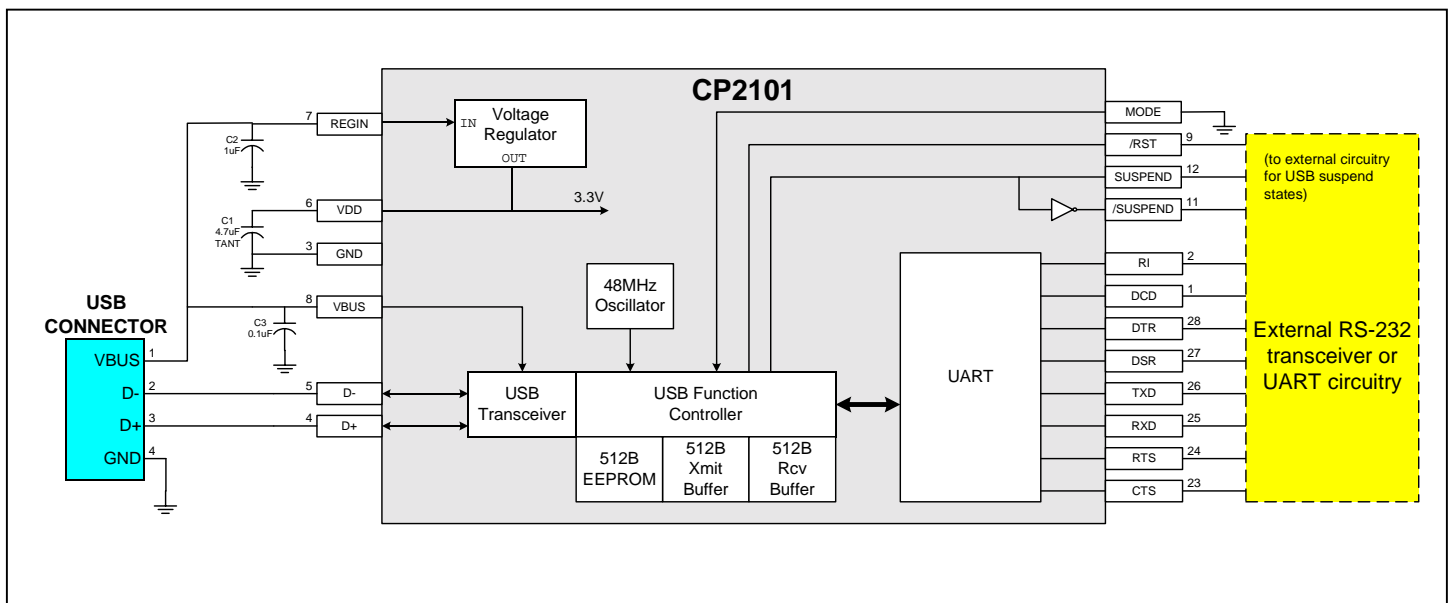 CP2101
7
REGIN
C2
1uF
IN
Voltage
Regulator
OUT
6
VDD
3.3V
C1
4.7uF
TANT
3
GND
8
VBUS
C3
0.1uF
48MHz
Oscillator
USB
CONNECTOR
VBUS
1
D-
2
D+
3
GND
4
5
D-
4
D+
USB
Transceiver
USB Function
Controller
512B
EEPROM
512B
Xmit
Buffer
512B
Rcv
Buffer
UART
MODE
/RST
9
SUSPEND
12
/SUSPEND
11
RI
2
DCD
1
DTR
28
DSR
27
TXD
26
RXD
25
RTS
24
CTS
23
(to external circuitry
for USB suspend
states)
External RS-232
transceiver or
UART circuitry